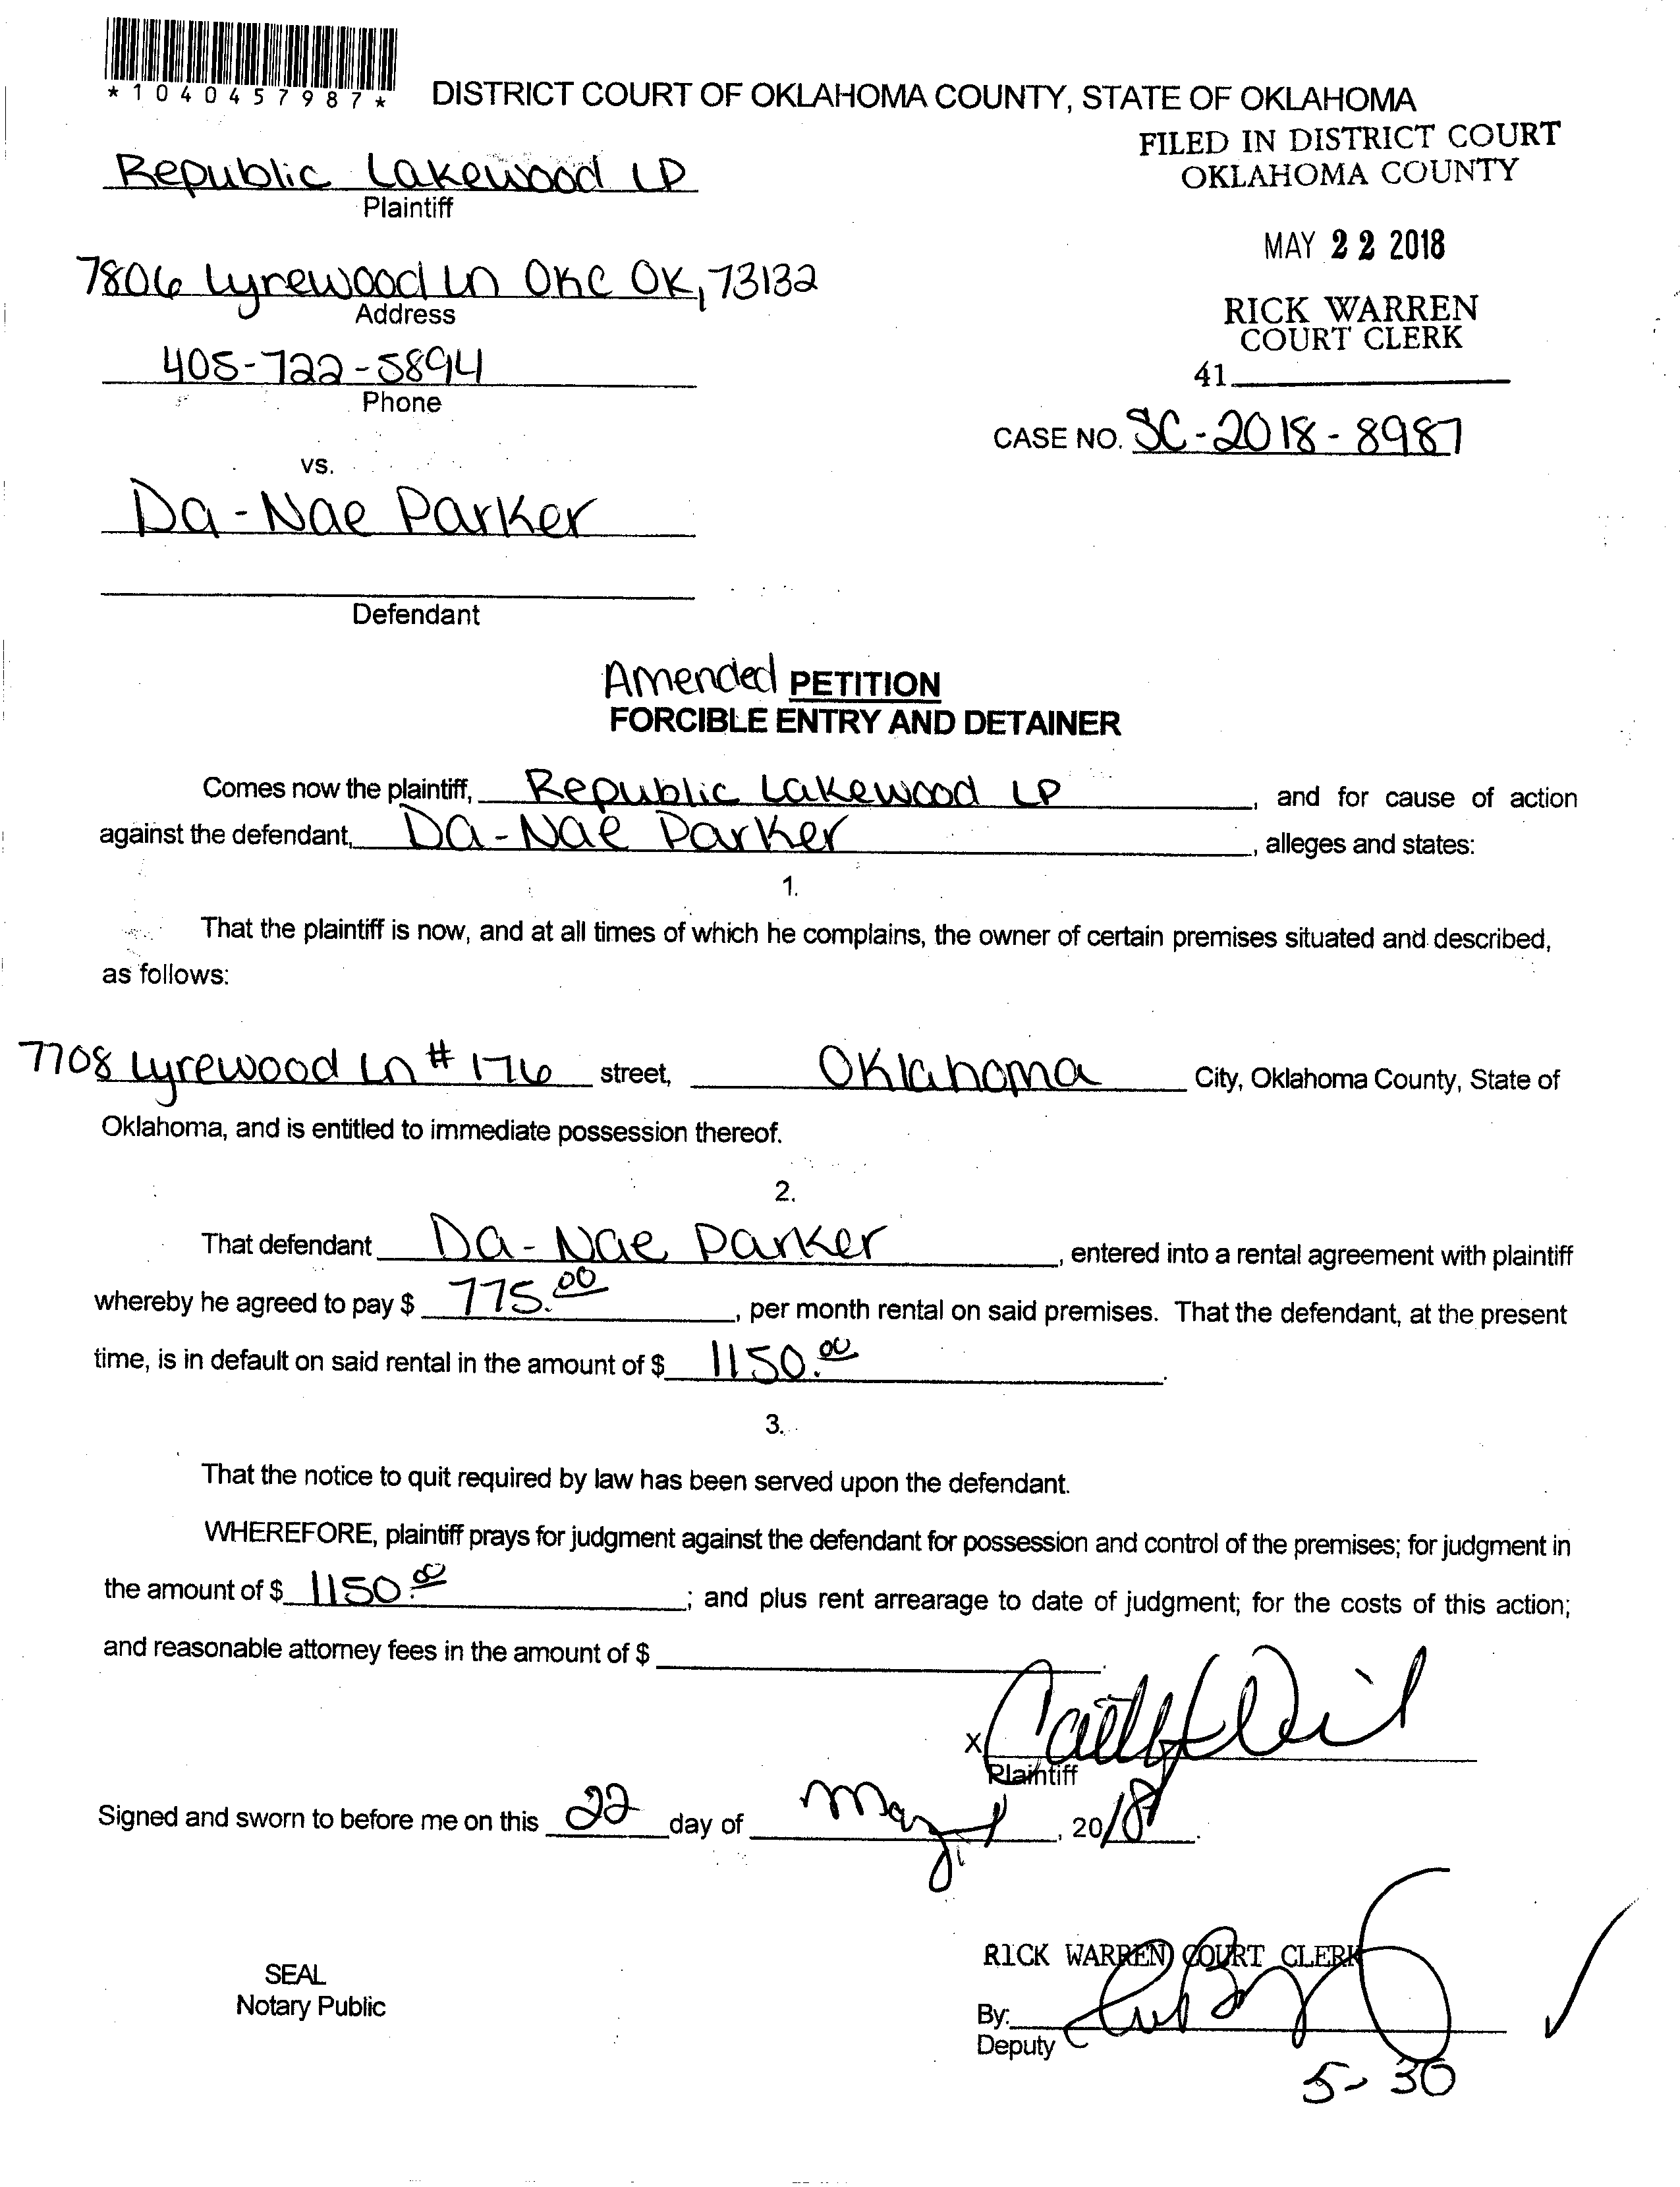 *1040457987*
DISTRICT COURT OF OKLAHOMA COUNTY, STATE OF OKLAHOMA
FILED IN DISTRICT COURT
OKLAHOMA COUNTY
Republic Lakewood LP
Plaintiff
MAY 22 2018
7806 Lyrewood Ln OKC OK, 73132
Address
RICK WARREN
COURT CLERK
405-722-5894
Phone
41
CASE NO. SC-2018-8987
vs.
Da-Nae Parker
Defendant
Amended PETITION
FORCIBLE ENTRY AND DETAINER
Comes now the plaintiff, Republic Lakewood LP, and for cause of action
against the defendant, Da-Nae Parker, alleges and states:
1.
That the plaintiff is now, and at all times of which he complains, the owner of certain premises situated and described,
as follows:
7708 Lyrewood Ln # 176 street, Oklahoma City, Oklahoma County, State of
Oklahoma, and is entitled to immediate possession thereof.
2.
That defendant Da-Nae Parker, entered into a rental agreement with plaintiff
whereby he agreed to pay $ 775.00, per month rental on said premises. That the defendant, at the present
time, is in default on said rental in the amount of $ 1150.00.
3.
That the notice to quit required by law has been served upon the defendant.
WHEREFORE, plaintiff prays for judgment against the defendant for possession and control of the premises; for judgment in
the amount of $ 1150.00; and plus rent arrearage to date of judgment; for the costs of this action;
and reasonable attorney fees in the amount of $ .
X
Plaintiff
Signed and sworn to before me on this 22 day of May, 2018.
RICK WARREN COURT CLERK
SEAL
Notary Public
By:
Deputy
5-30